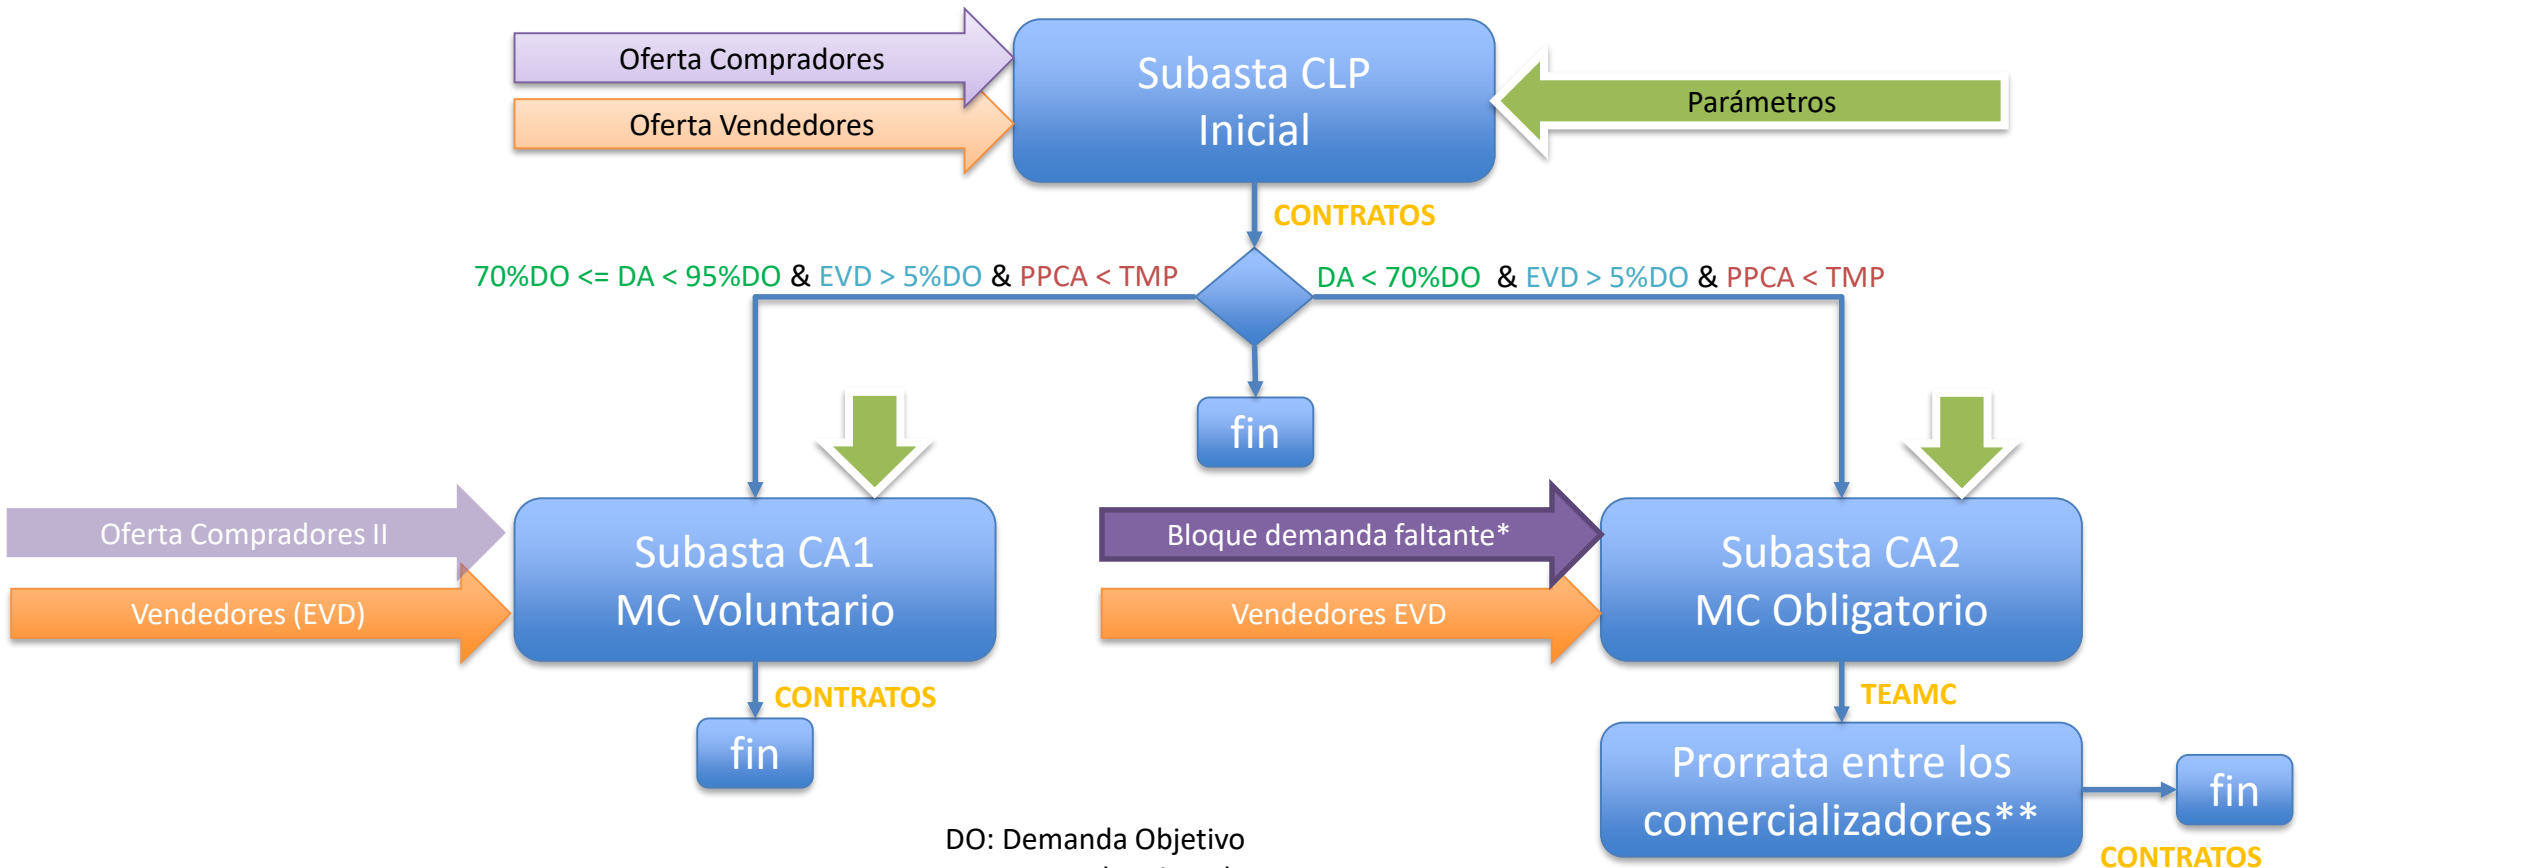 Oferta Compradores
Oferta Vendedores
Subasta CLP
Inicial
Parámetros
CONTRATOS
70%DO <= DA < 95%DO & EVD > 5%DO & PPCA < TMP
DA < 70%DO & EVD > 5%DO & PPCA < TMP
fin
Oferta Compradores II
Vendedores (EVD)
Subasta CA1
MC Voluntario
Bloque demanda faltante*
Vendedores EVD
Subasta CA2
MC Obligatorio
CONTRATOS
fin
TEAMC
Prorrata entre los
comercializadores**
fin
CONTRATOS
DO: Demanda Objetivo